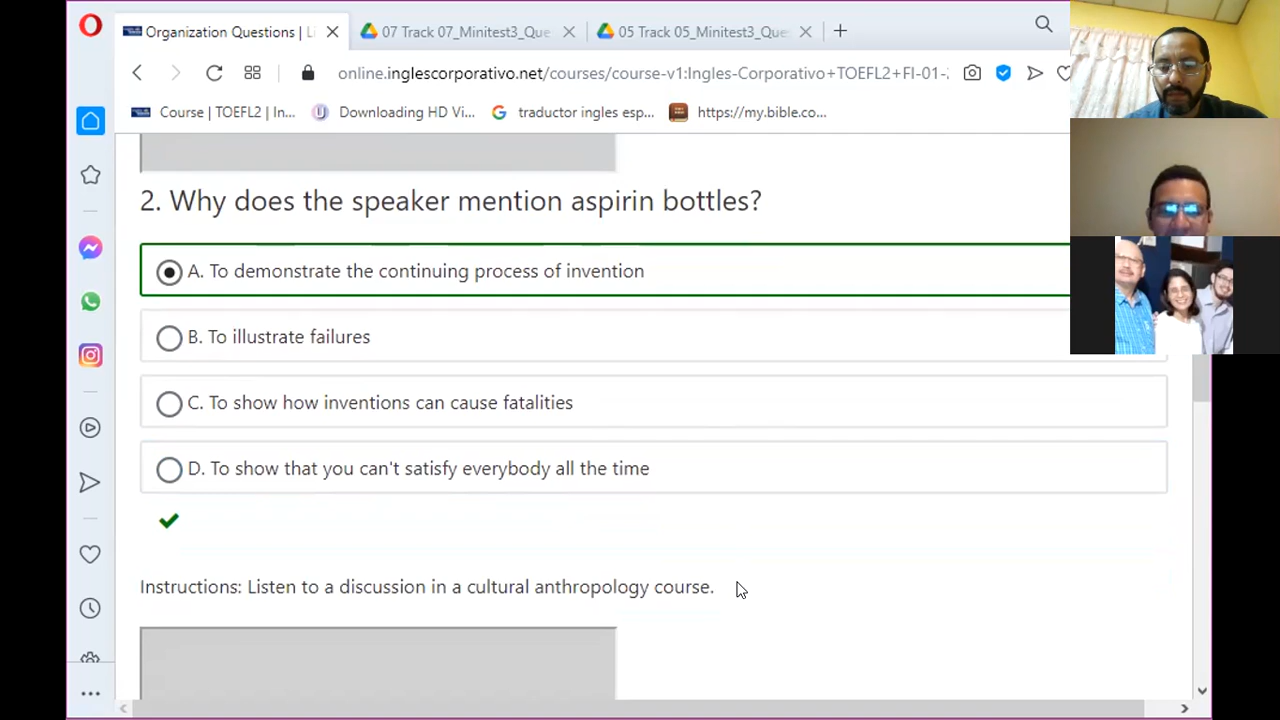 Organization Questions | Li
07 Track 07_Minitest3_Que
05 Track 05_Minitest3_Que
online.inglescorporativo.net/courses/course-v1:Ingles-Corporativo+TOEFL2+FI-01-2
Course | TOEFL2 | In...
Downloading HD Vi...
traductor ingles esp...
https://my.bible.co...
2. Why does the speaker mention aspirin bottles?
A. To demonstrate the continuing process of invention
B. To illustrate failures
C. To show how inventions can cause fatalities
D. To show that you can't satisfy everybody all the time
Instructions: Listen to a discussion in a cultural anthropology course.